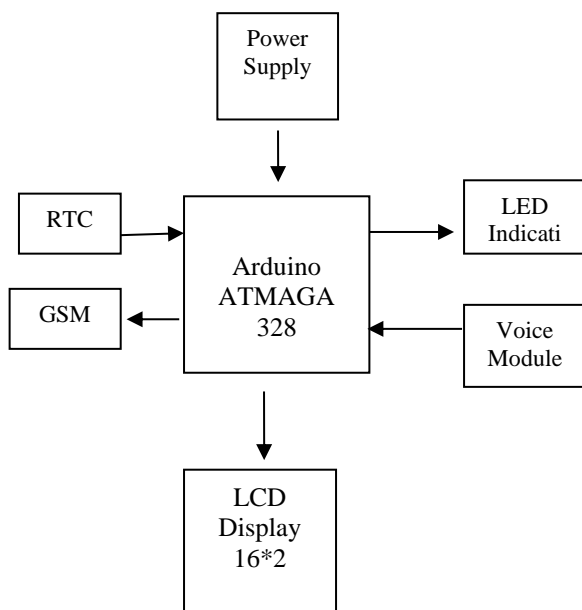 Power
Supply
RTC
LED
Indicati
Arduino
ATMAGA
328
GSM
Voice
Module
LCD
Display
16*2